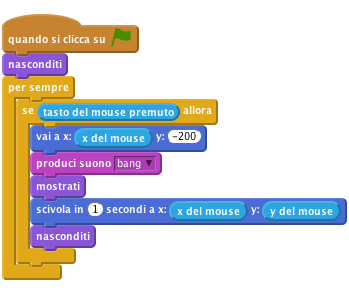 quando si clicca su
nasconditi
per sempre
se tasto del mouse premuto allora
vai a x: x del mouse y: -200
produci suono bang
mostrati
scivola in 1 secondi a x: x del mouse y: y del mouse
nasconditi